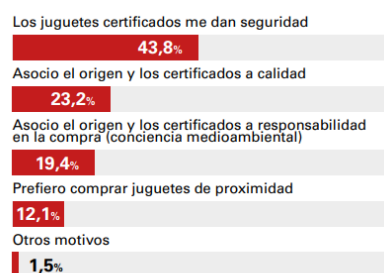 Los juguetes certificados me dan seguridad
43,8%
Asocio el origen y los certificados a calidad
23,2%
Asocio el origen y los certificados a responsabilidad
en la compra (conciencia medioambiental)
19,4%
Prefiero comprar juguetes de proximidad
12,1%
Otros motivos
1,5%